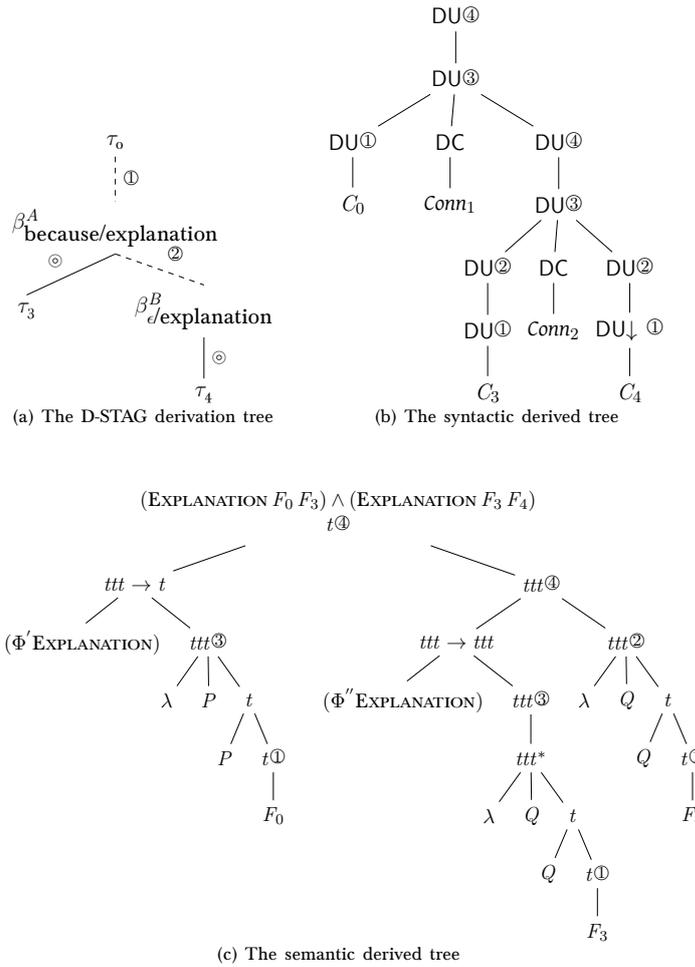 DU④
DU③
DU① DC DU④
C₀ Conn₁ DU③
DU② DC DU②
DU① Conn₂ DU↓ ①
C₃ C₄
τ₀
①
β^A because/explanation
◎ ②
τ₃ β^B ϵ/explanation
◎
τ₄
(a) The D-STAG derivation tree
(b) The syntactic derived tree
(EXPLANATION F₀ F₃) ∧ (EXPLANATION F₃ F₄)
t④
ttt → t ttt④
(Φ′EXPLANATION) ttt③ ttt → ttt ttt②
λ P t (Φ″EXPLANATION) ttt③ λ Q t
P t① ttt* Q
F₀ λ Q t F
Q t①
F₃
(c) The semantic derived tree